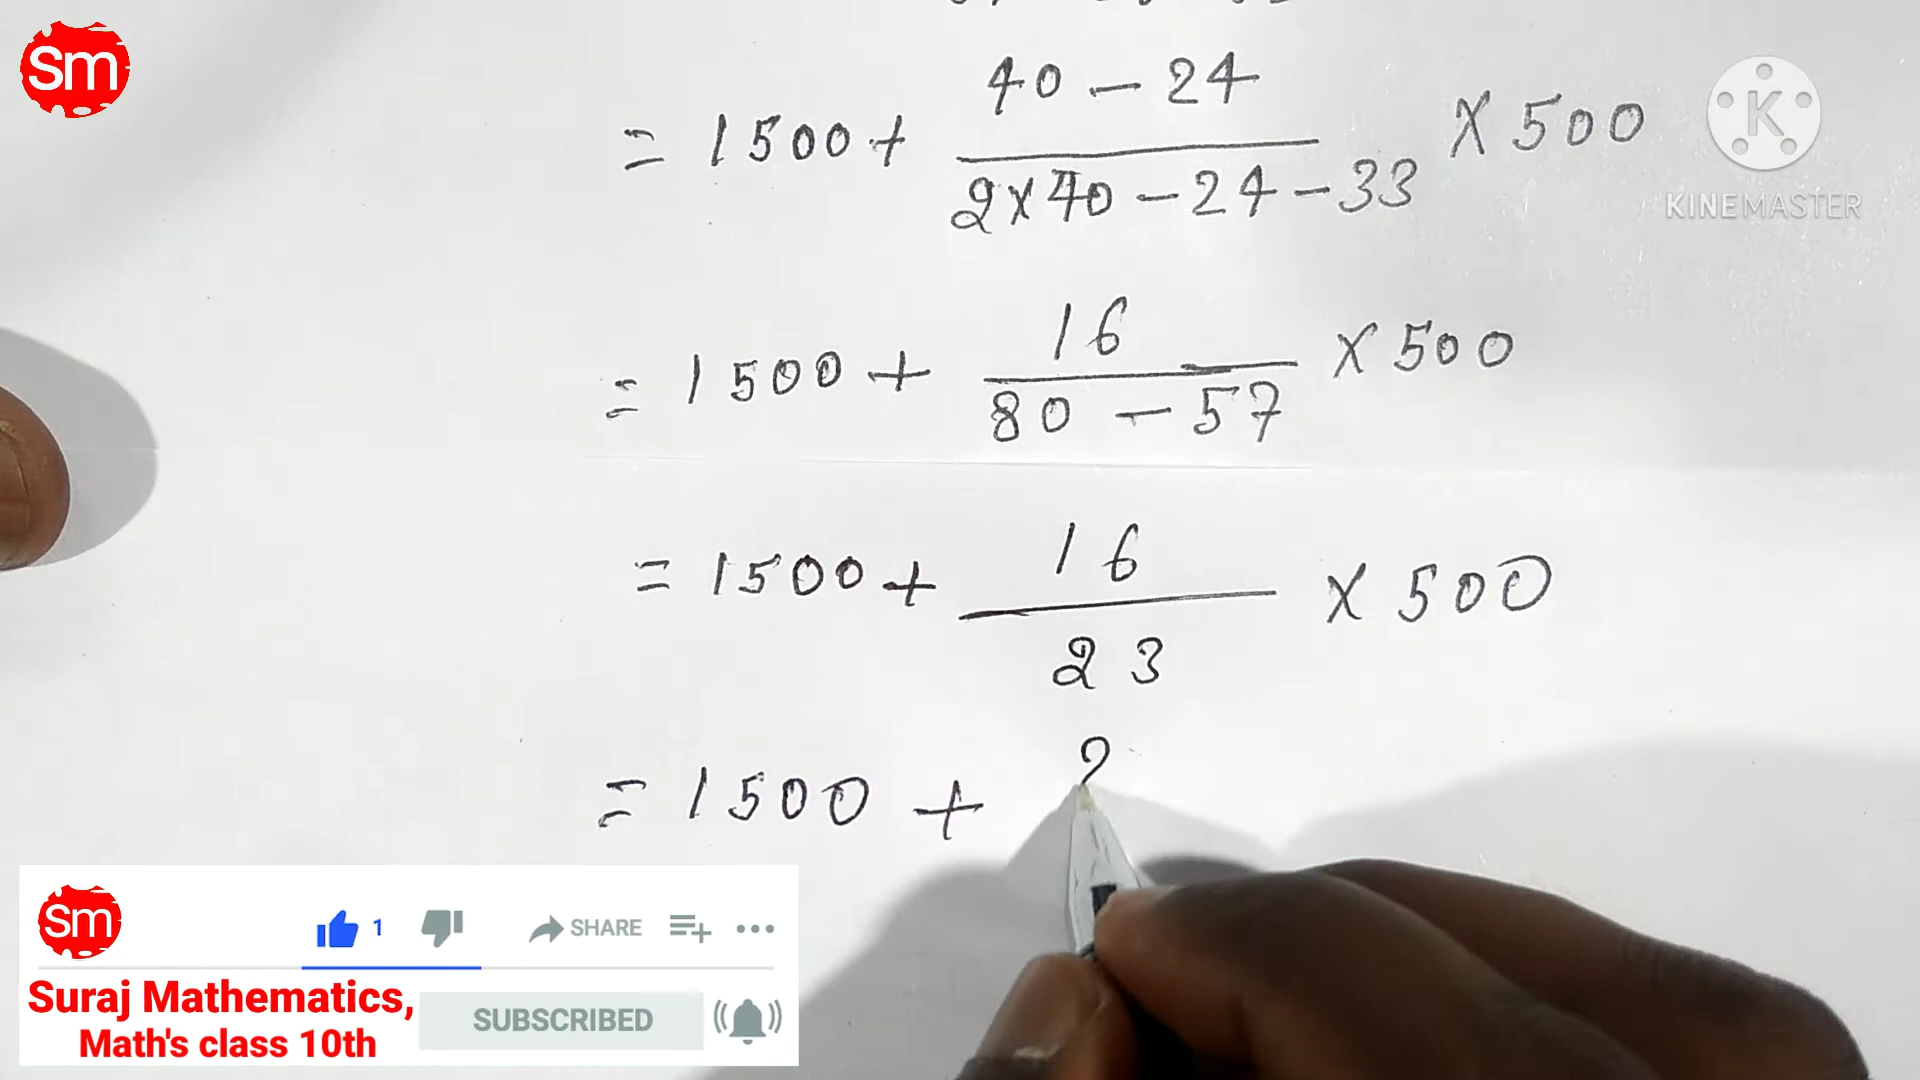 Sm
40 - 24
= 1500 + ―――――― × 500
2×40 - 24 - 33
KINEMASTER
16
= 1500 + ―――――― × 500
80 - 57
16
= 1500 + ―――――― × 500
23
= 1500 +
Sm
1 SHARE
Suraj Mathematics,
Math's class 10th
SUBSCRIBED